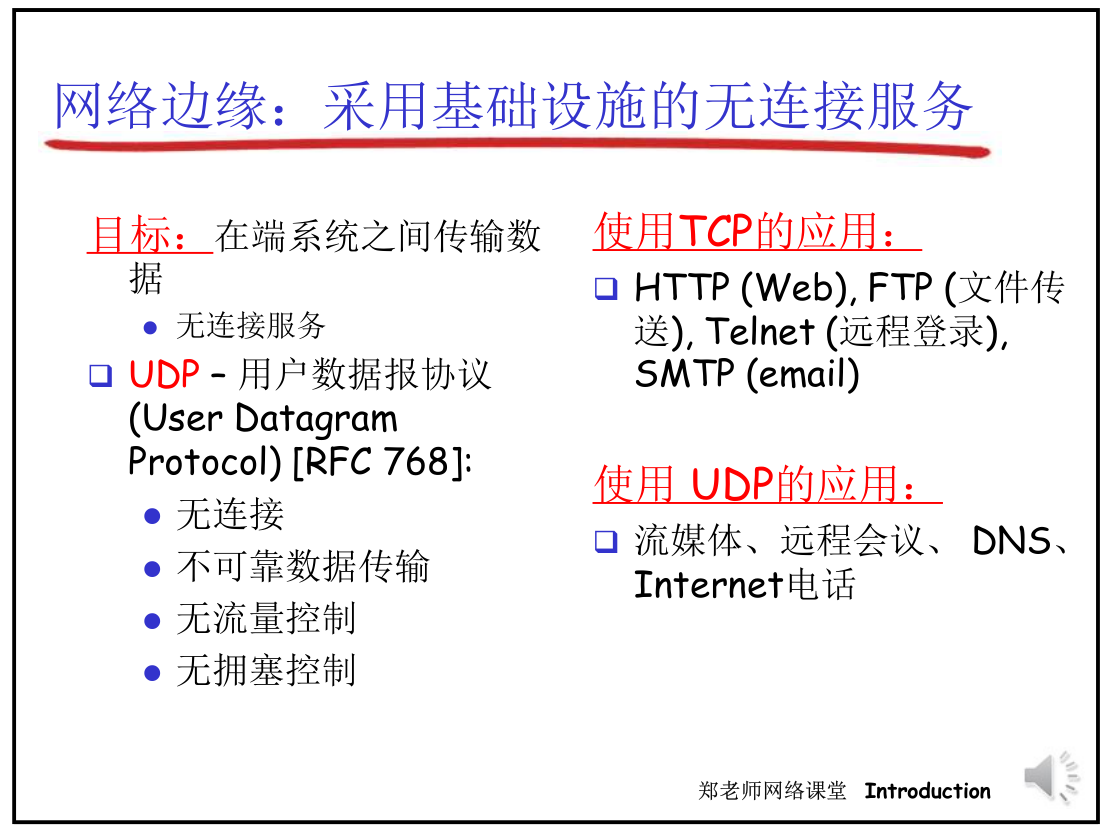 网络边缘：采用基础设施的无连接服务
目标：在端系统之间传输数
据
无连接服务
UDP – 用户数据报协议
(User Datagram
Protocol) [RFC 768]:
无连接
不可靠数据传输
无流量控制
无拥塞控制
使用TCP的应用：
HTTP (Web), FTP (文件传
送), Telnet (远程登录),
SMTP (email)
使用 UDP的应用：
流媒体、远程会议、 DNS、
Internet电话
郑老师网络课堂 Introduction